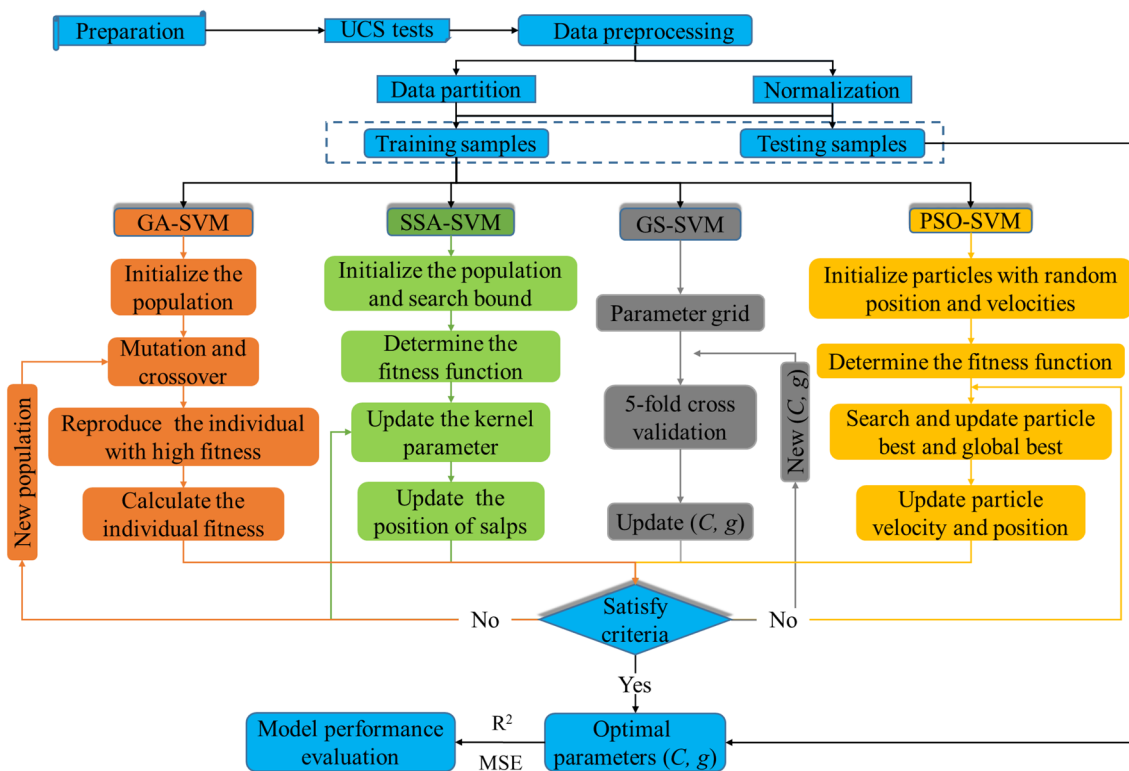 Preparation
UCS tests
Data preprocessing
Data partition
Normalization
Training samples
Testing samples
GA-SVM
SSA-SVM
GS-SVM
PSO-SVM
Initialize the
population
Mutation and
crossover
Reproduce the individual
with high fitness
Calculate the
individual fitness
New population
Initialize the population
and search bound
Determine the
fitness function
Update the kernel
parameter
Update the
position of salps
Parameter grid
5-fold cross
validation
Update (C, g)
New (C, g)
Initialize particles with random
position and velocities
Determine the fitness function
Search and update particle
best and global best
Update particle
velocity and position
No
Satisfy
criteria
No
Yes
Optimal
parameters (C, g)
R²
MSE
Model performance
evaluation